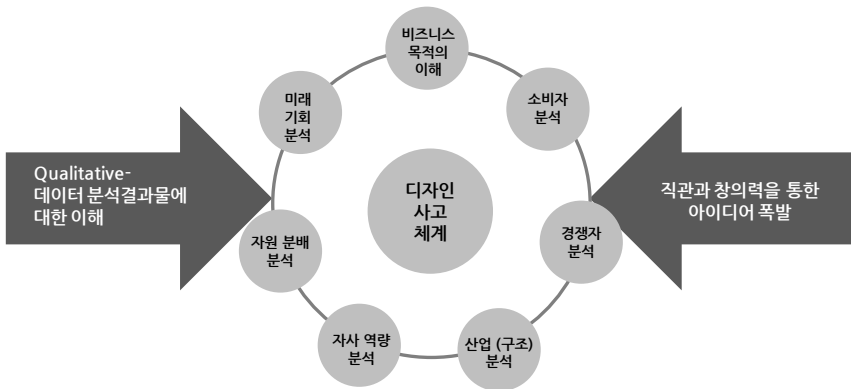 비즈니스
목적의
이해
미래
기회
분석
소비자
분석
Qualitative-
데이터 분석결과물에
대한 이해
디자인
사고
체계
직관과 창의력을 통한
아이디어 폭발
자원 분배
분석
경쟁자
분석
자사 역량
분석
산업 (구조)
분석